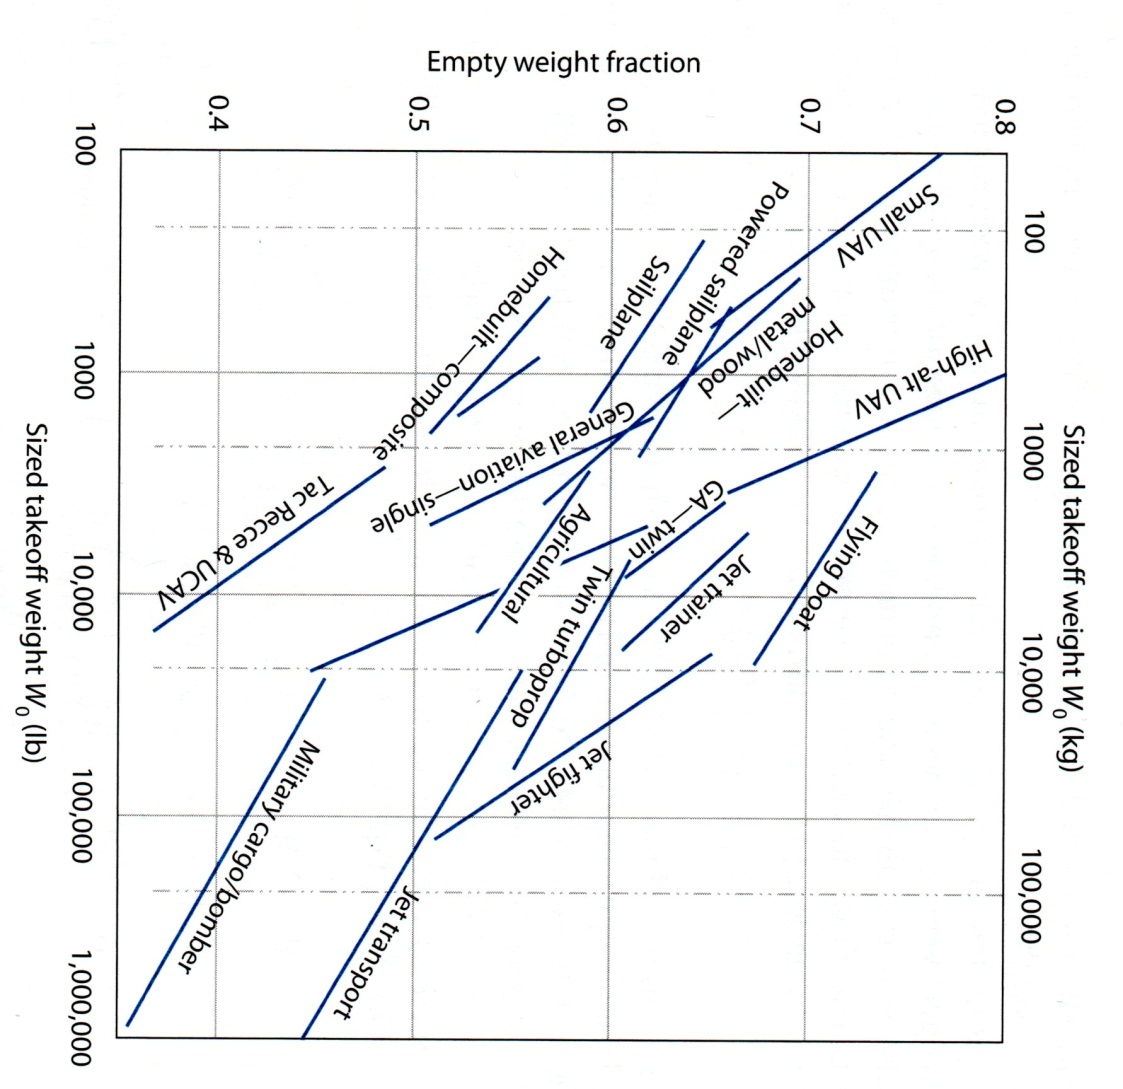 Empty weight fraction
0.8
0.7
0.6
0.5
0.4
100
1000
10,000
100,000
1,000,000
Sized takeoff weight W0 (lb)
100
1000
10,000
100,000
Sized takeoff weight W0 (kg)
Small UAV
Powered sailplane
Sailplane
Homebuilt—
metal/wood
High-alt UAV
Homebuilt—composite
General aviation—single
Tac Recce & UCAV
GA—twin
Agricultural
Flying boat
Jet trainer
Twin turboprop
Jet fighter
Military cargo/bomber
Jet transport